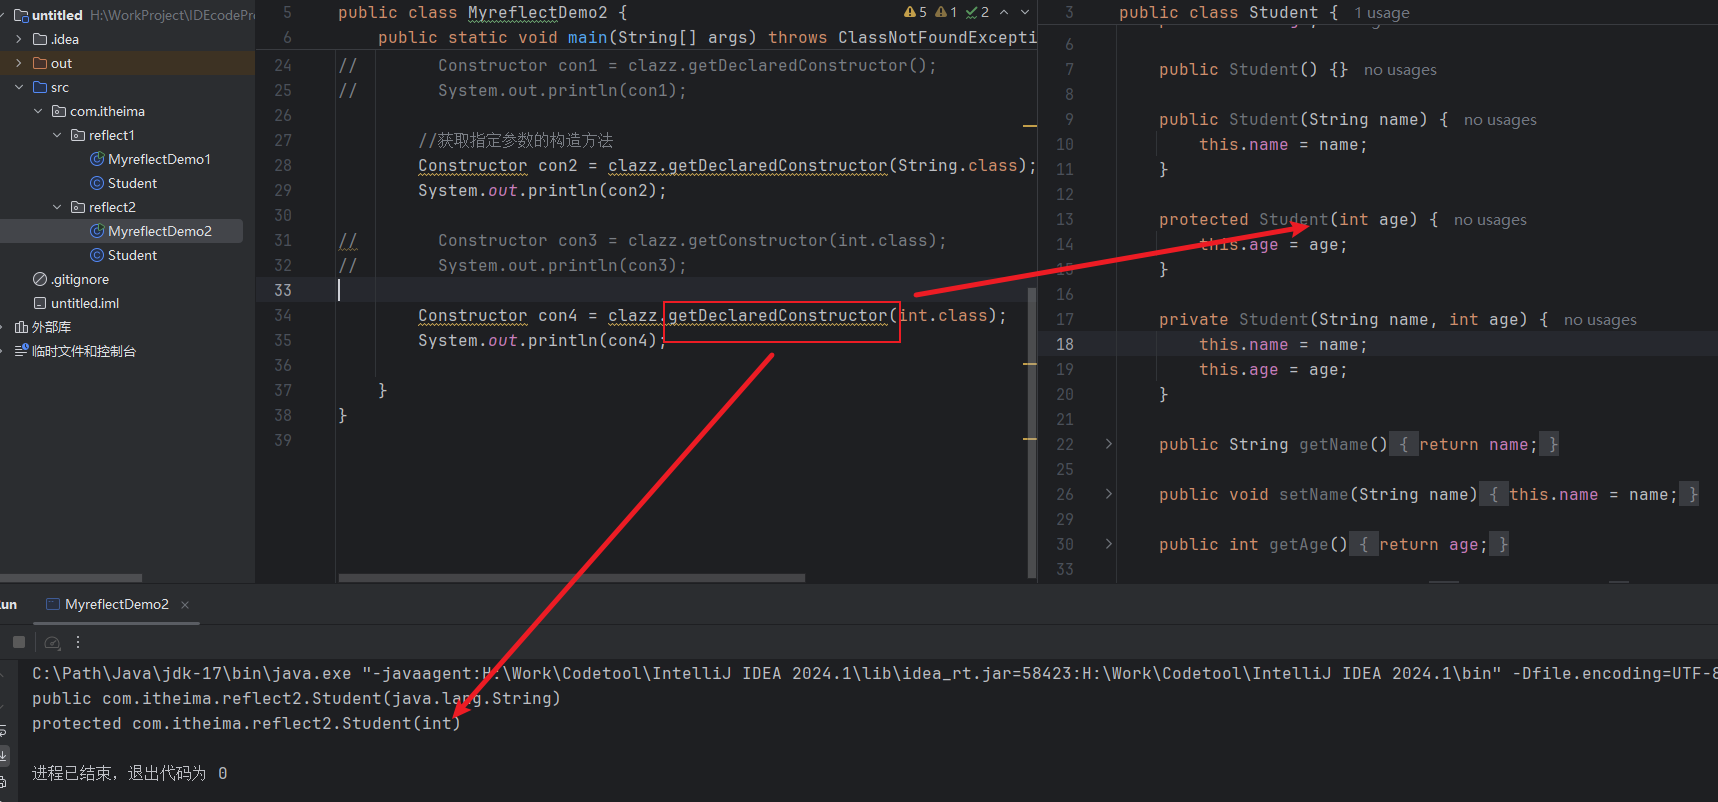 untitled H:\WorkProject\IDEcodePr
.idea
out
src
com.itheima
reflect1
MyreflectDemo1
Student
reflect2
MyreflectDemo2
Student
.gitignore
untitled.iml
外部库
临时文件和控制台
5 public class MyreflectDemo2 {
5 1 2
6 public static void main(String[] args) throws ClassNotFoundExcepti
24 // Constructor con1 = clazz.getDeclaredConstructor();
25 // System.out.println(con1);
26
27 //获取指定参数的构造方法
28 Constructor con2 = clazz.getDeclaredConstructor(String.class);
29 System.out.println(con2);
30
31 // Constructor con3 = clazz.getConstructor(int.class);
32 // System.out.println(con3);
33
34 Constructor con4 = clazz.getDeclaredConstructor(int.class);
35 System.out.println(con4);
36
37 }
38 }
39
3 public class Student { 1 usage
6
7 public Student() {} no usages
8
9 public Student(String name) { no usages
10 this.name = name;
11 }
12
13 protected Student(int age) { no usages
14 this.age = age;
15 }
16
17 private Student(String name, int age) { no usages
18 this.name = name;
19 this.age = age;
20 }
21
22 public String getName() { return name; }
25
26 public void setName(String name) { this.name = name; }
29
30 public int getAge() { return age; }
33
un MyreflectDemo2
C:\Path\Java\jdk-17\bin\java.exe "-javaagent:H:\Work\Codetool\IntelliJ IDEA 2024.1\lib\idea_rt.jar=58423:H:\Work\Codetool\IntelliJ IDEA 2024.1\bin" -Dfile.encoding=UTF-8
public com.itheima.reflect2.Student(java.lang.String)
protected com.itheima.reflect2.Student(int)
进程已结束，退出代码为 0